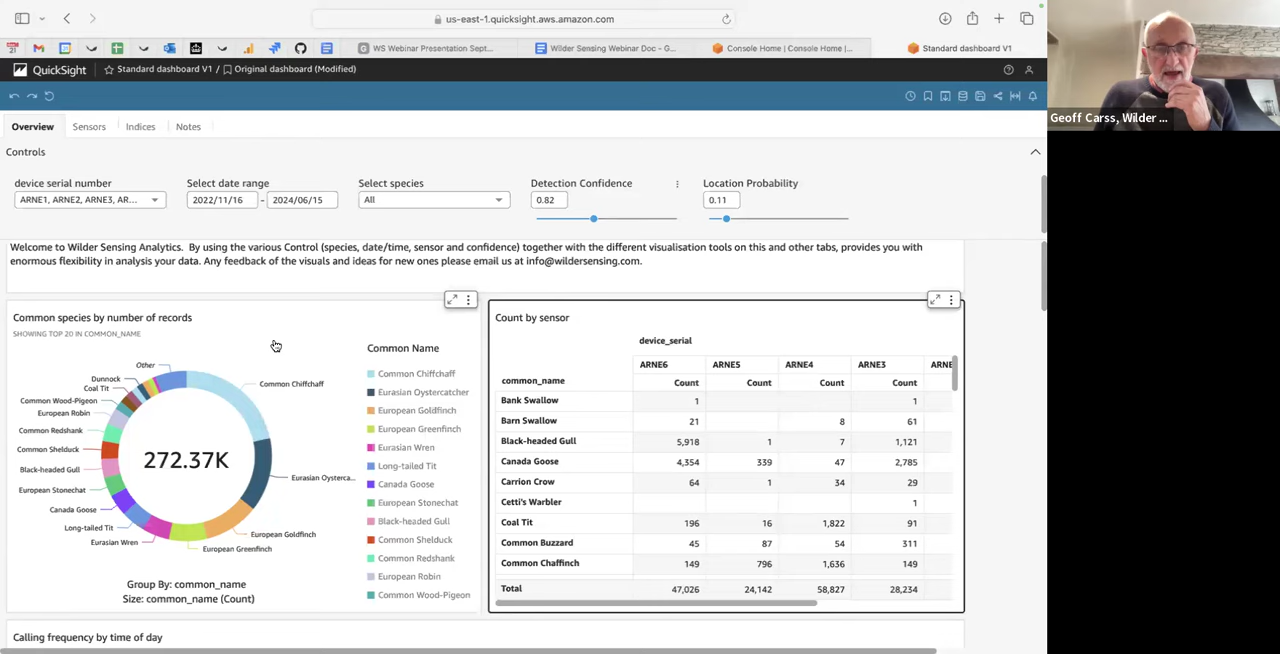 us-east-1.quicksight.aws.amazon.com
WS Webinar Presentation Sept...
Wilder Sensing Webinar Doc - G...
Console Home | Console Home |...
Standard dashboard V1
QuickSight
Standard dashboard V1 / Original dashboard (Modified)
Overview
Sensors
Indices
Notes
Controls
device serial number
Select date range
Select species
Detection Confidence
Location Probability
ARNE1, ARNE2, ARNE3, AR...
2022/11/16 - 2024/06/15
All
0.82
0.11
Welcome to Wilder Sensing Analytics. By using the various Control (species, date/time, sensor and confidence) together with the different visualisation tools on this and other tabs, provides you with
enormous flexibility in analysis your data. Any feedback of the visuals and ideas for new ones please email us at info@wildersensing.com.
Common species by number of records
SHOWING TOP 20 IN COMMON_NAME
Other
Dunnock
Coal Tit
Common Wood-Pigeon
European Robin
Common Redshank
Common Shelduck
Black-headed Gull
European Stonechat
Canada Goose
Long-tailed Tit
Eurasian Wren
European Greenfinch
European Goldfinch
Eurasian Oysterca...
Common Chiffchaff
272.37K
Group By: common_name
Size: common_name (Count)
Common Name
Common Chiffchaff
Eurasian Oystercatcher
European Goldfinch
European Greenfinch
Eurasian Wren
Long-tailed Tit
Canada Goose
European Stonechat
Black-headed Gull
Common Shelduck
Common Redshank
European Robin
Common Wood-Pigeon
Count by sensor
device_serial
ARNE6 ARNE5 ARNE4 ARNE3 ARNE
common_name Count Count Count Count
Bank Swallow 1 1
Barn Swallow 21 8 61
Black-headed Gull 5,918 1 7 1,121
Canada Goose 4,354 339 47 2,785
Carrion Crow 64 1 34 29
Cetti's Warbler 1
Coal Tit 196 16 1,822 91
Common Buzzard 45 87 54 311
Common Chaffinch 149 796 1,636 149
Total 47,026 24,142 58,827 28,234
Calling frequency by time of day
Geoff Carss, Wilder ...